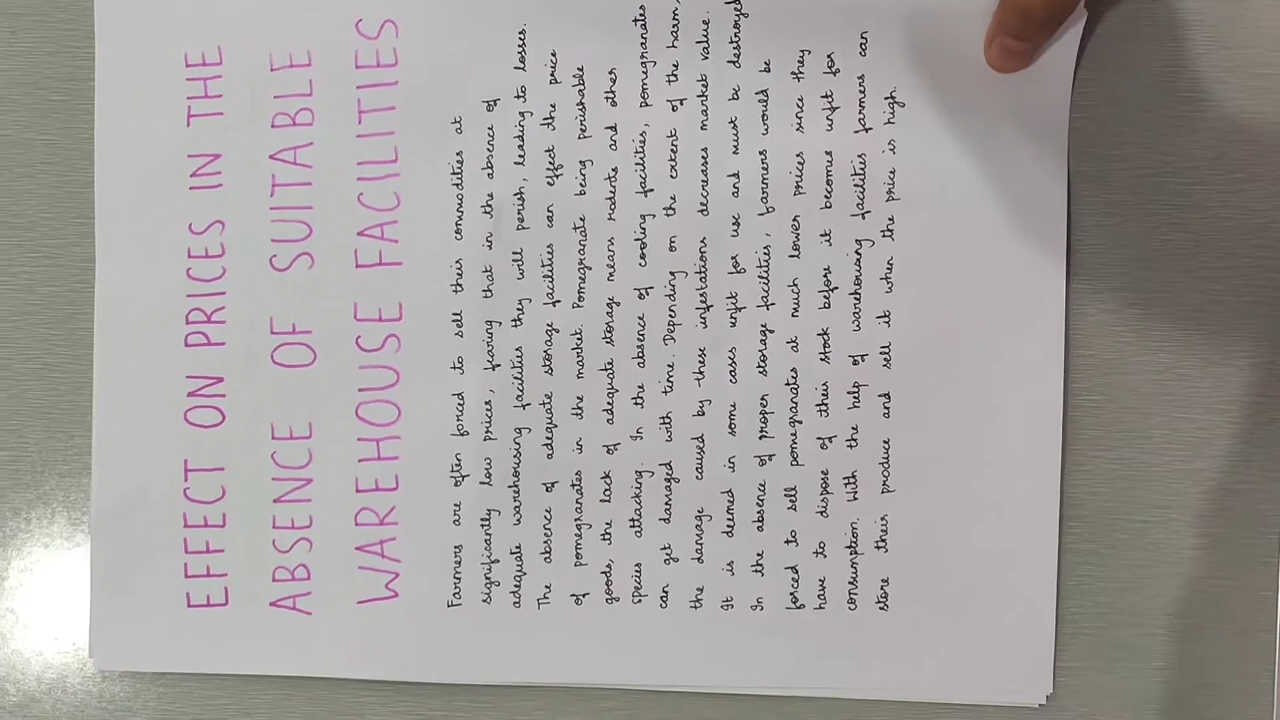 EFFECT ON PRICES IN THE
ABSENCE OF SUITABLE
WAREHOUSE FACILITIES
Farmers are often forced to sell their commodities at
significantly low prices, fearing that in the absence of
adequate warehousing facilities they will perish, leading to losses.
The absence of adequate storage facilities can effect the price
of pomegranates in the market. Pomegranate being perishable
goods, the lack of adequate storage means rodents and other
species attacking. In the absence of cooling facilities, pomegranates
can get damaged with time. Depending on the extent of the harm,
the damage caused by these infestations decreases market value.
It is deemed in some cases unfit for use and must be destroyed
In the absence of proper storage facilities, farmers would be
forced to sell pomegranates at much lower prices since they
have to dispose of their stock before it becomes unfit for
consumption. With the help of warehousing facilities farmers can
store their produce and sell it when the price is high.